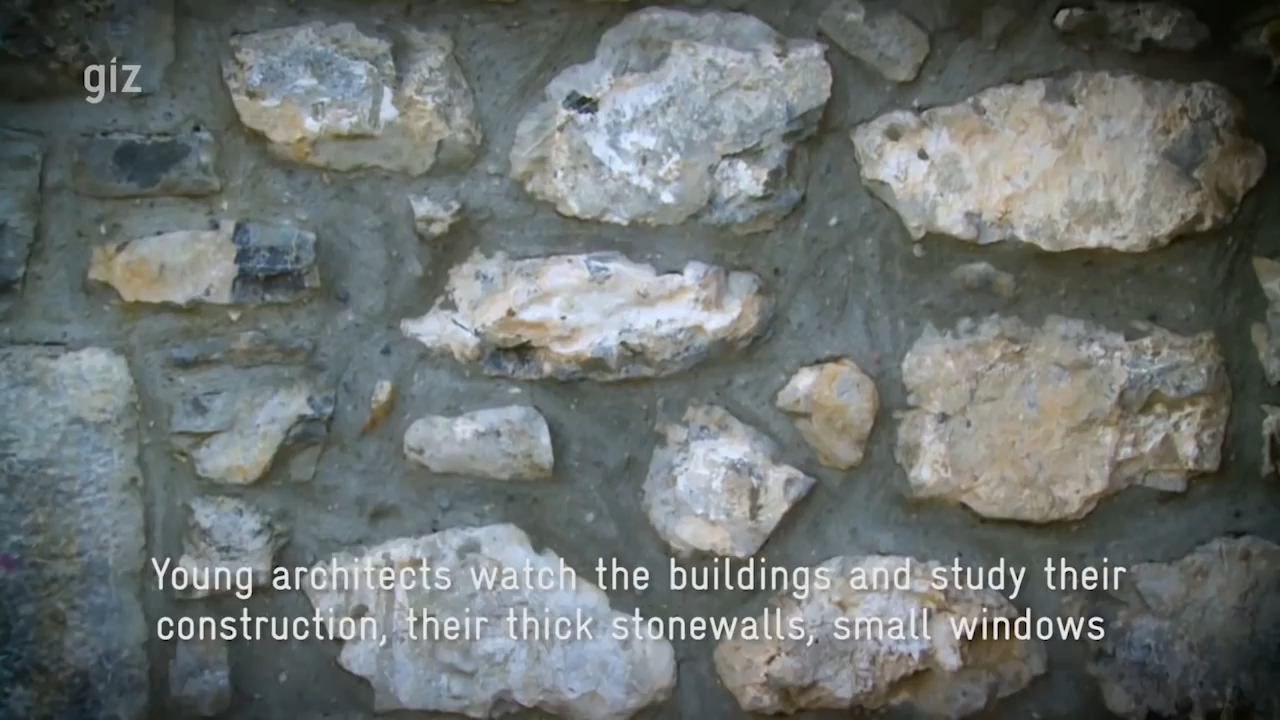 giz
Young architects watch the buildings and study their
construction, their thick stonewalls, small windows